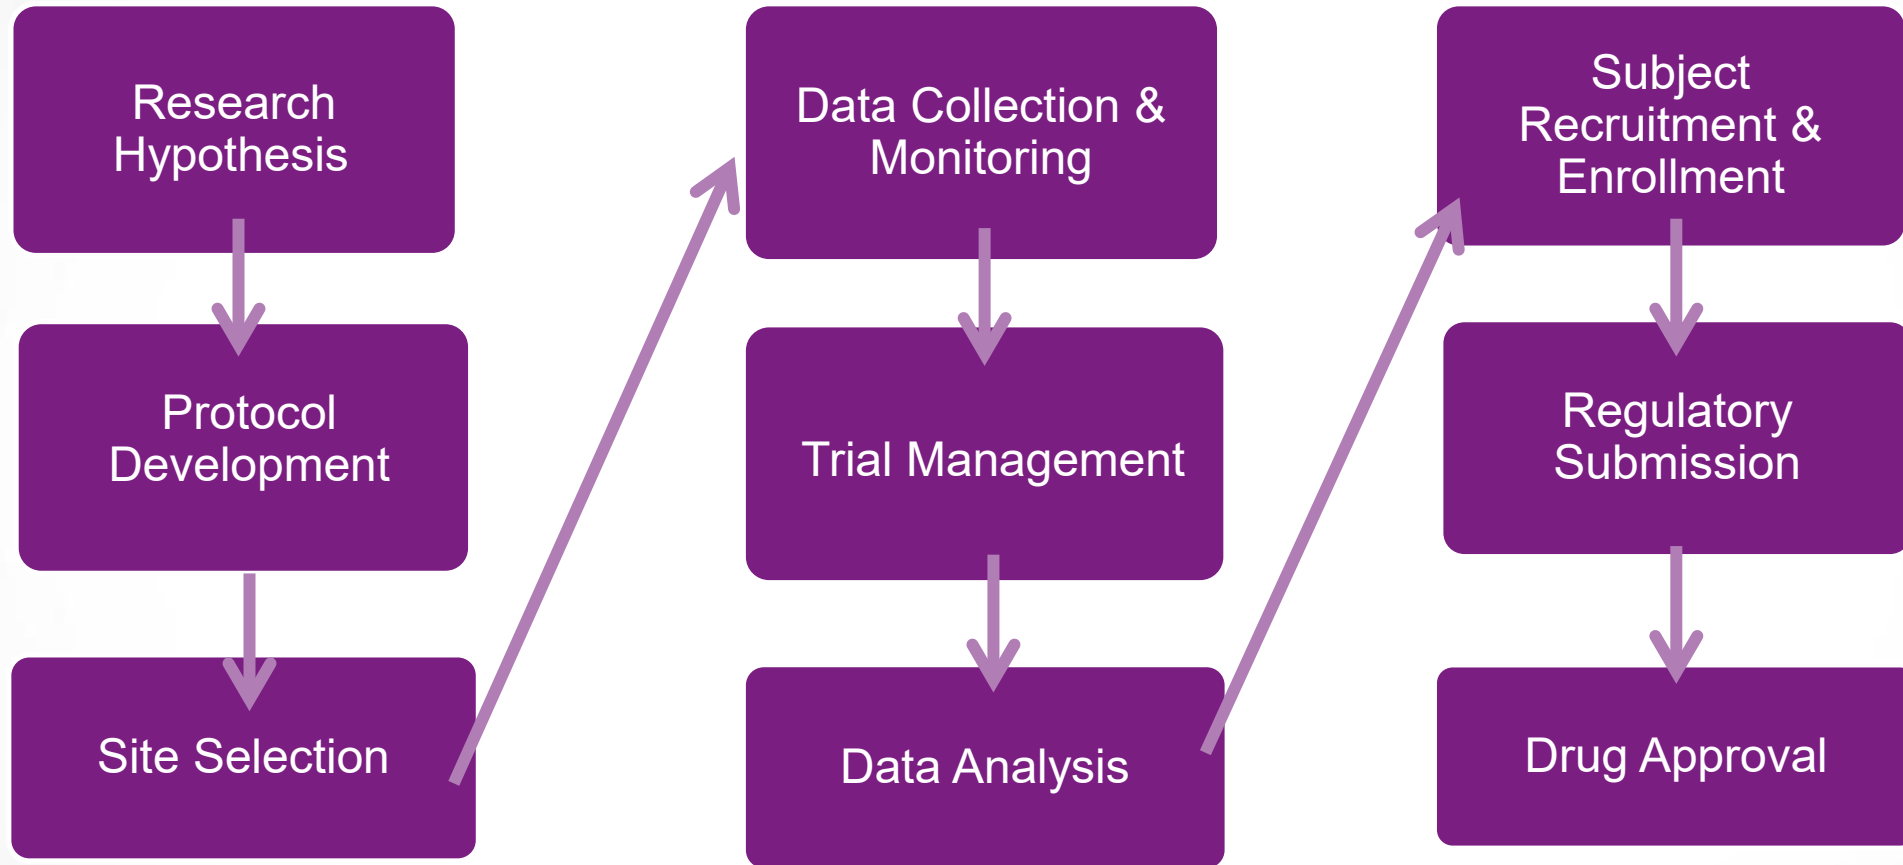 Research
Hypothesis
Protocol
Development
Site Selection
Data Collection &
Monitoring
Trial Management
Data Analysis
Subject
Recruitment &
Enrollment
Regulatory
Submission
Drug Approval